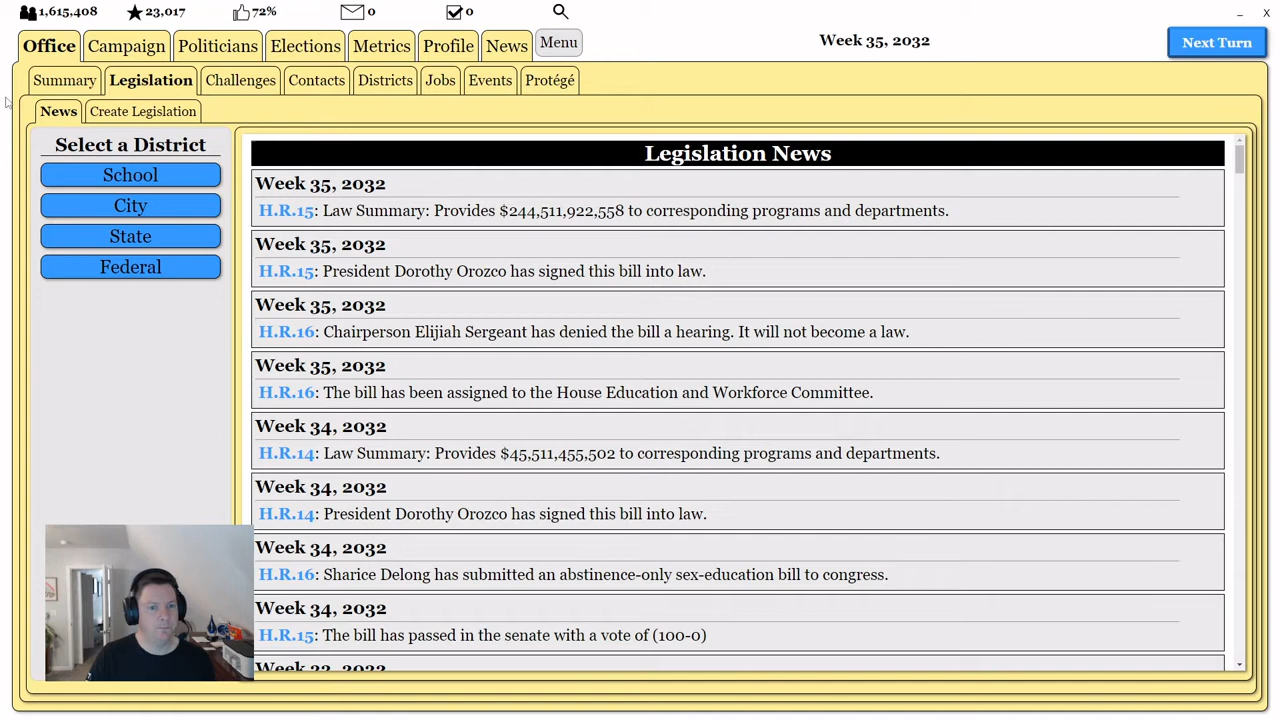 1,615,408 23,017 72% 0 0
Office Campaign Politicians Elections Metrics Profile News Menu Week 35, 2032 Next Turn
Summary Legislation Challenges Contacts Districts Jobs Events Protégé
News Create Legislation
Select a District
School
City
State
Federal
Legislation News
Week 35, 2032
H.R.15: Law Summary: Provides $244,511,922,558 to corresponding programs and departments.
Week 35, 2032
H.R.15: President Dorothy Orozco has signed this bill into law.
Week 35, 2032
H.R.16: Chairperson Elijiah Sergeant has denied the bill a hearing. It will not become a law.
Week 35, 2032
H.R.16: The bill has been assigned to the House Education and Workforce Committee.
Week 34, 2032
H.R.14: Law Summary: Provides $45,511,455,502 to corresponding programs and departments.
Week 34, 2032
H.R.14: President Dorothy Orozco has signed this bill into law.
Week 34, 2032
H.R.16: Sharice Delong has submitted an abstinence-only sex-education bill to congress.
Week 34, 2032
H.R.15: The bill has passed in the senate with a vote of (100-0)